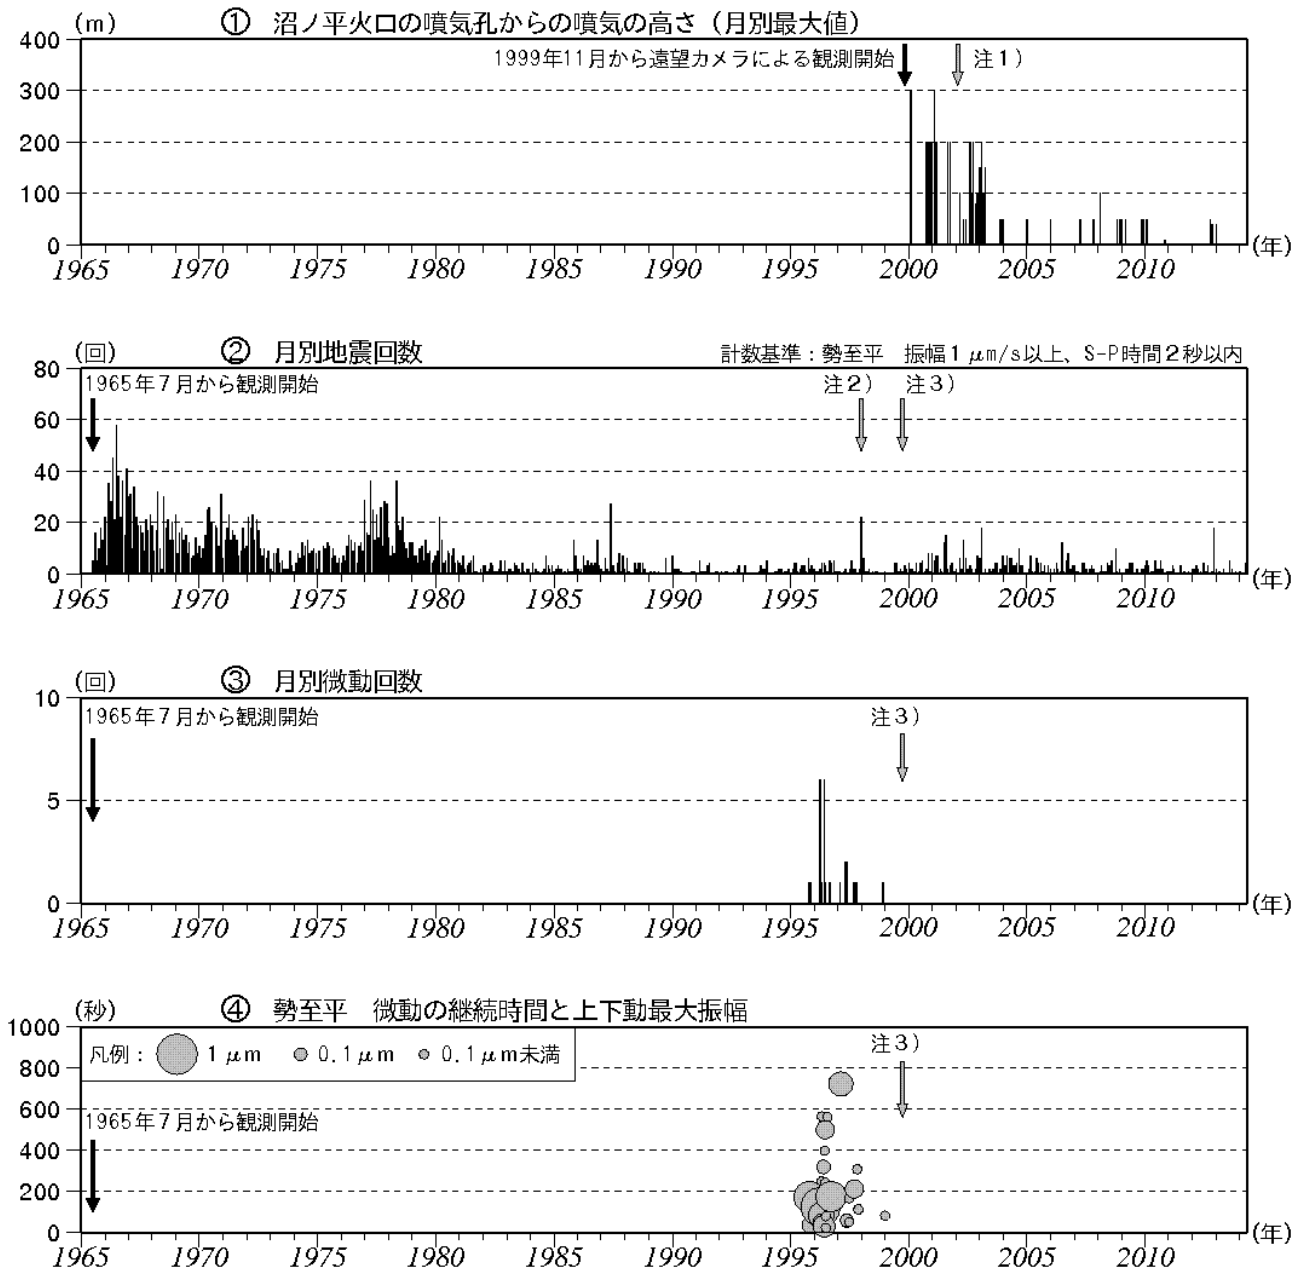 (m) ① 沼ノ平火口の噴気孔からの噴気の高さ（月別最大値）
400
1999年11月から遠望カメラによる観測開始 注１)
300
200
100
0
(年)
1965 1970 1975 1980 1985 1990 1995 2000 2005 2010
(回) ② 月別地震回数 計数基準：勢至平 振幅１μm/s以上、S-P時間２秒以内
80
1965年７月から観測開始 注２) 注３)
60
40
20
0
(年)
1965 1970 1975 1980 1985 1990 1995 2000 2005 2010
(回) ③ 月別微動回数
10
1965年７月から観測開始 注３)
5
0
(年)
1965 1970 1975 1980 1985 1990 1995 2000 2005 2010
(秒) ④ 勢至平 微動の継続時間と上下動最大振幅
1000
凡例： １μm 0.1μm 0.1μm未満 注３)
800
600
1965年７月から観測開始
400
200
0
(年)
1965 1970 1975 1980 1985 1990 1995 2000 2005 2010